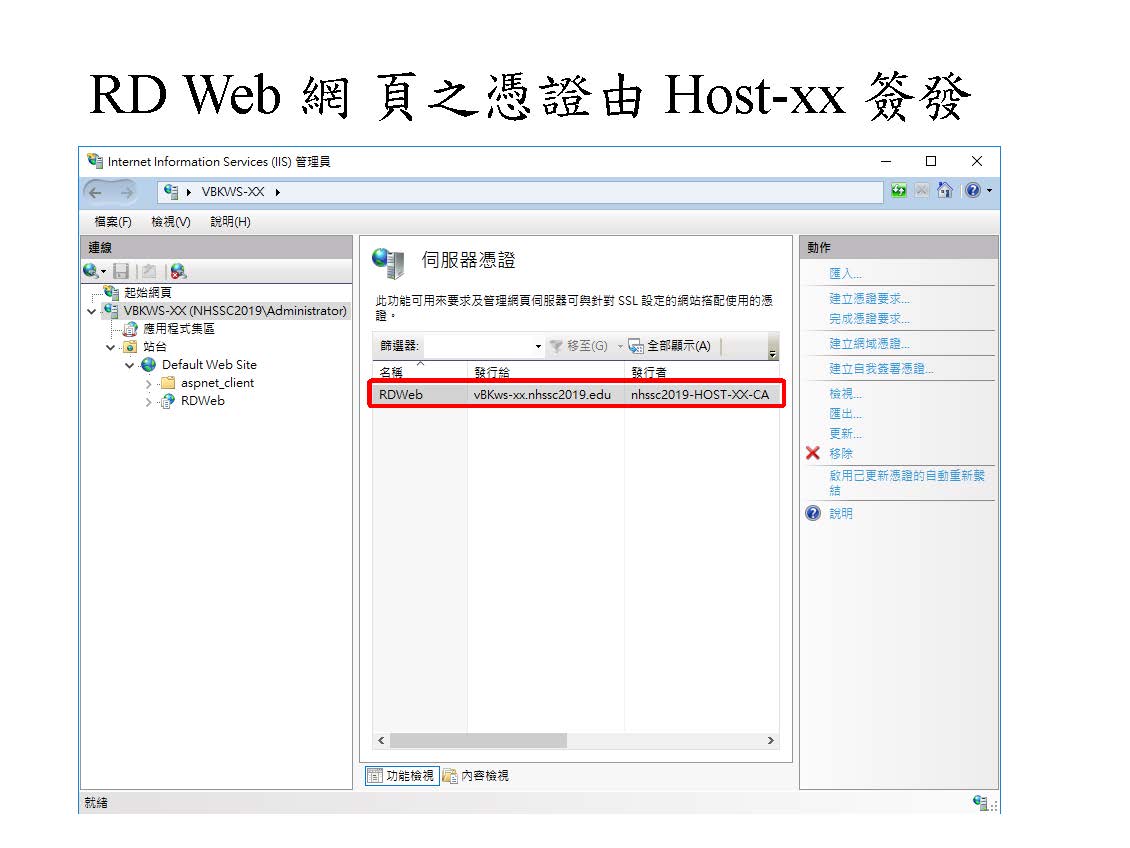 RD Web 網 頁之憑證由 Host-xx 簽發
Internet Information Services (IIS) 管理員
VBKWS-XX
檔案(F) 檢視(V) 說明(H)
連線
起始網頁
VBKWS-XX (NHSSC2019\Administrator)
應用程式集區
站台
Default Web Site
aspnet_client
RDWeb
伺服器憑證
此功能可用來要求及管理網頁伺服器可與針對 SSL 設定的網站搭配使用的憑
證。
篩選器: 移至(G) 全部顯示(A)
名稱 發行給 發行者
RDWeb vBKws-xx.nhssc2019.edu nhssc2019-HOST-XX-CA
功能檢視 內容檢視
動作
匯入...
建立憑證要求...
完成憑證要求...
建立網域憑證...
建立自我簽署憑證...
檢視...
匯出...
更新...
移除
啟用已更新憑證的自動重新繫
結
說明
就緒